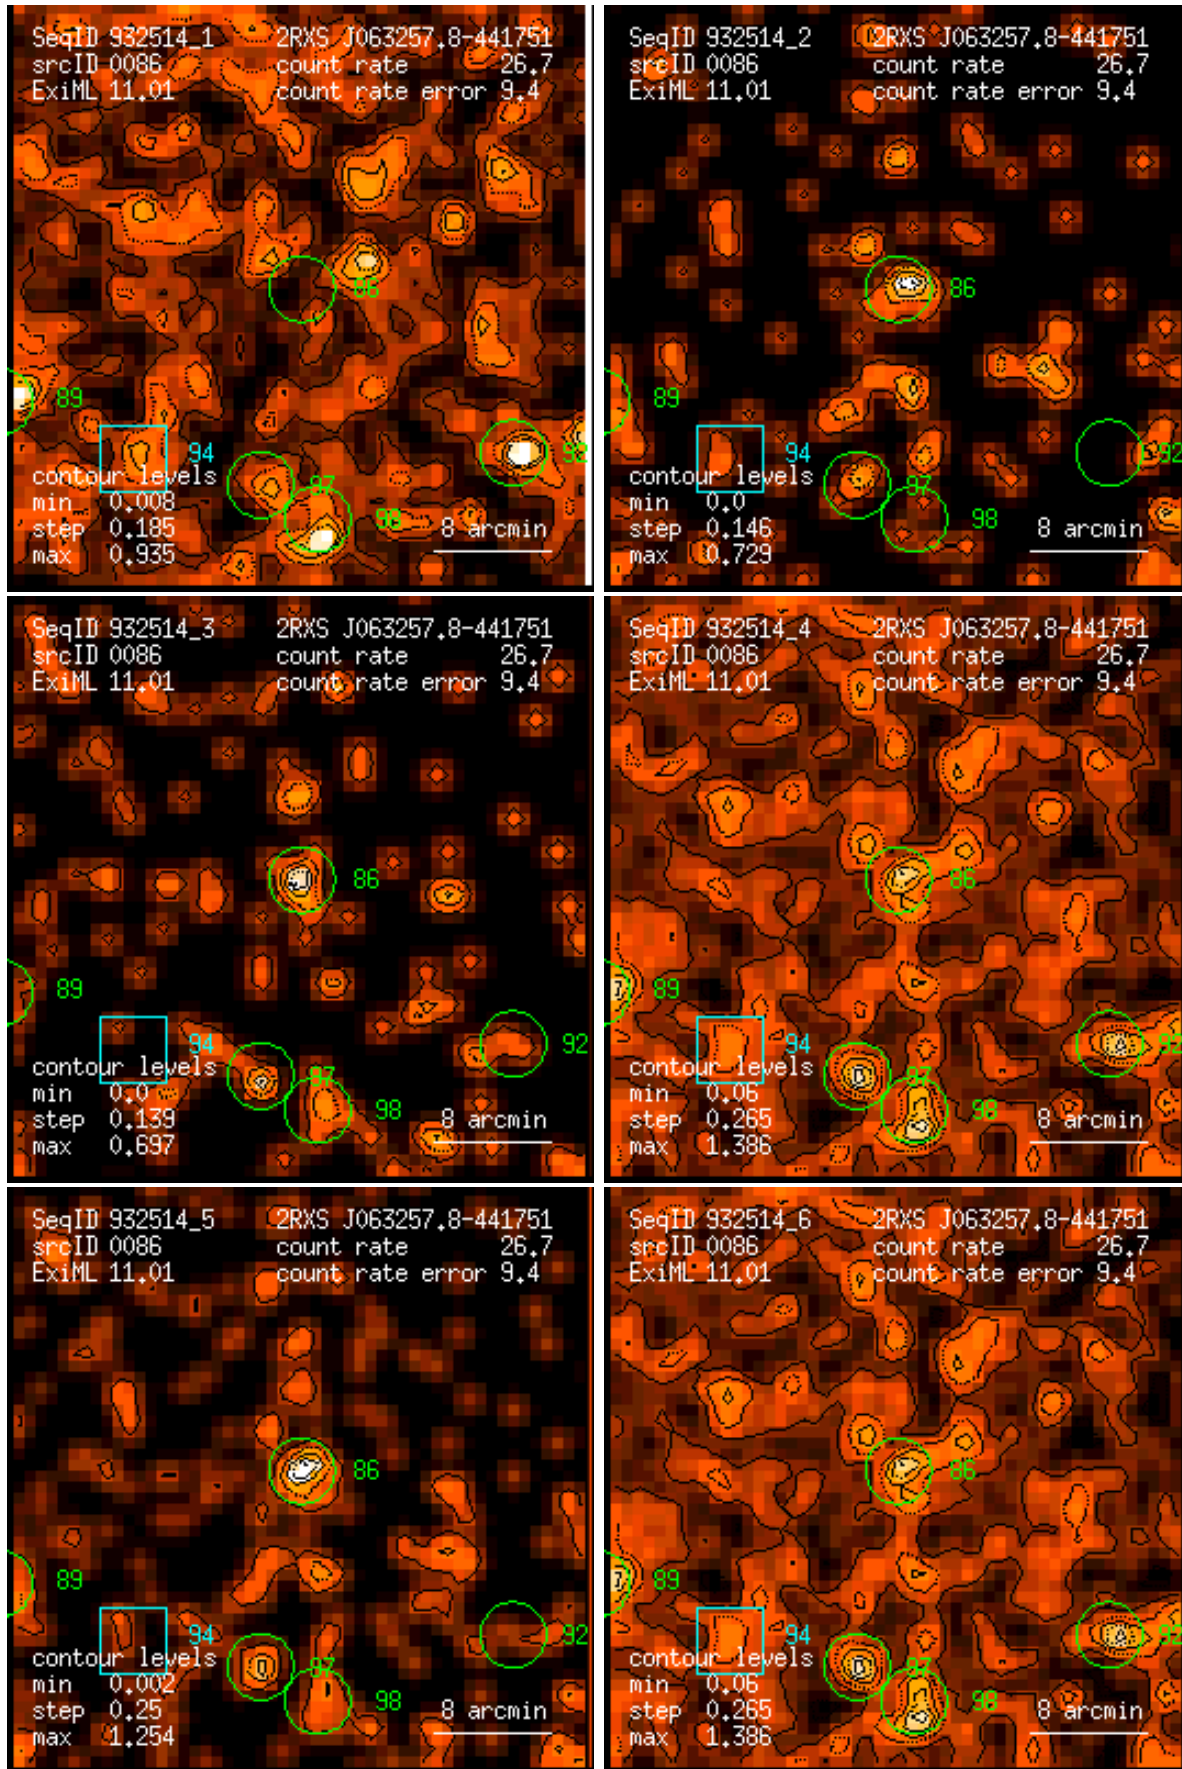 SeqID 932514_1 2RXS J063257.8-441751
srcID 0086 count rate 26.7
ExiML 11.01 count rate error 9.4
86
89
94 92
contour levels
97
min 0.008
98
step 0.185 8 arcmin
max 0.935
SeqID 932514_2 2RXS J063257.8-441751
srcID 0086 count rate 26.7
ExiML 11.01 count rate error 9.4
86
89
94 92
contour levels
97
min 0.0
98
step 0.146 8 arcmin
max 0.729
SeqID 932514_3 2RXS J063257.8-441751
srcID 0086 count rate 26.7
ExiML 11.01 count rate error 9.4
86
89
94 92
contour levels
97
min 0.0
98
step 0.139 8 arcmin
max 0.697
SeqID 932514_4 2RXS J063257.8-441751
srcID 0086 count rate 26.7
ExiML 11.01 count rate error 9.4
86
89
94 92
contour levels
97
min 0.06
98
step 0.265 8 arcmin
max 1.386
SeqID 932514_5 2RXS J063257.8-441751
srcID 0086 count rate 26.7
ExiML 11.01 count rate error 9.4
86
89
94 92
contour levels
97
min 0.002
98
step 0.25 8 arcmin
max 1.254
SeqID 932514_6 2RXS J063257.8-441751
srcID 0086 count rate 26.7
ExiML 11.01 count rate error 9.4
86
89
94 92
contour levels
97
min 0.06
98
step 0.265 8 arcmin
max 1.386